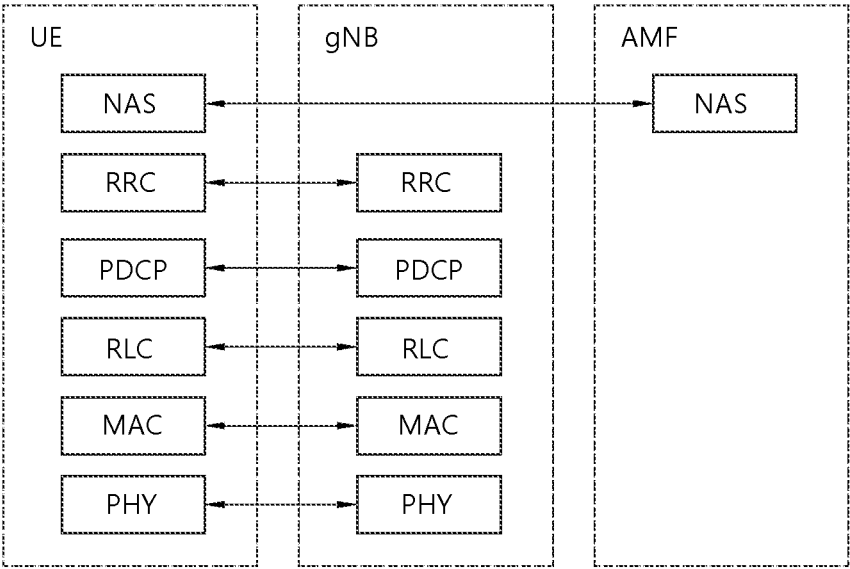 UE
gNB
AMF
NAS
NAS
RRC
RRC
PDCP
PDCP
RLC
RLC
MAC
MAC
PHY
PHY